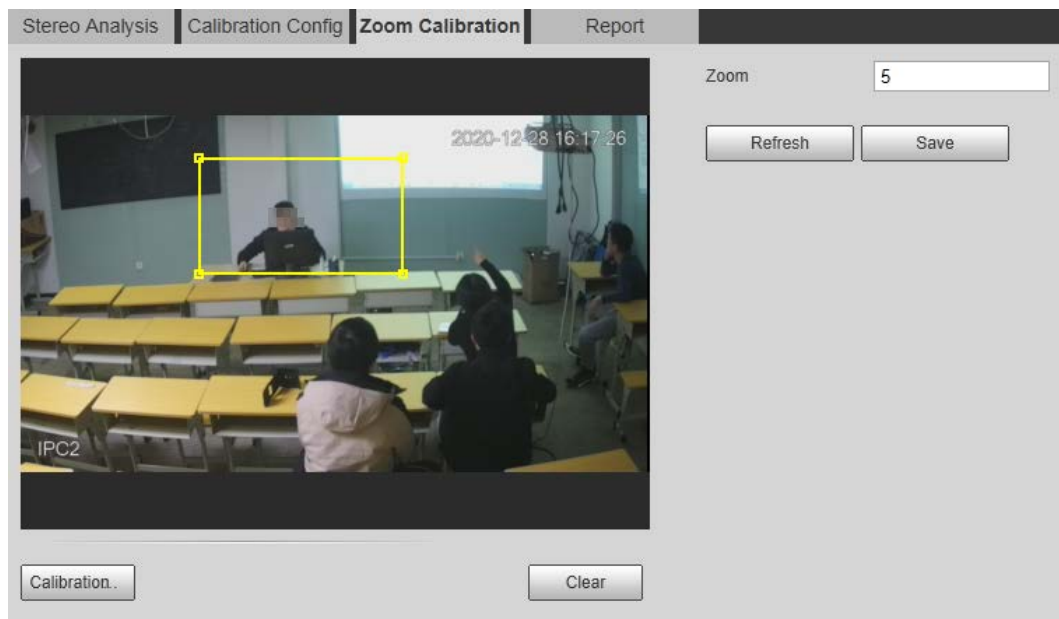 Stereo Analysis Calibration Config Zoom Calibration Report
Zoom 5
2020-12-28 16:17:26
Refresh Save
IPC2
Calibration..
Clear